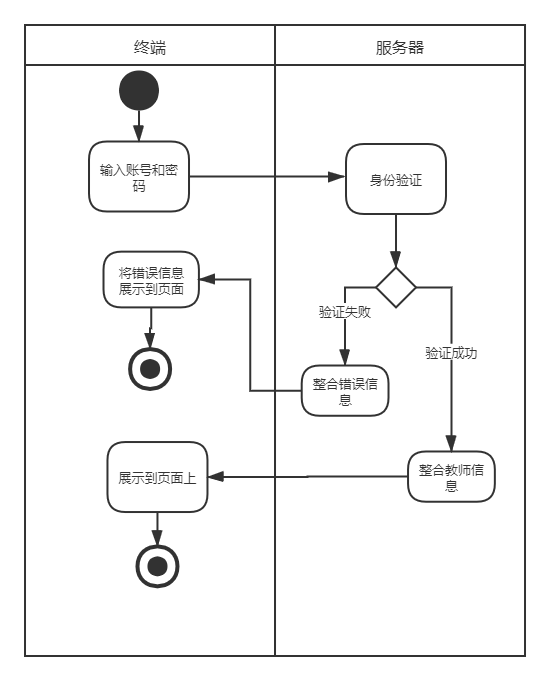 终端
服务器
输入账号和密
码
身份验证
将错误信息
展示到页面
验证失败
验证成功
整合错误信
息
展示到页面上
整合教师信
息